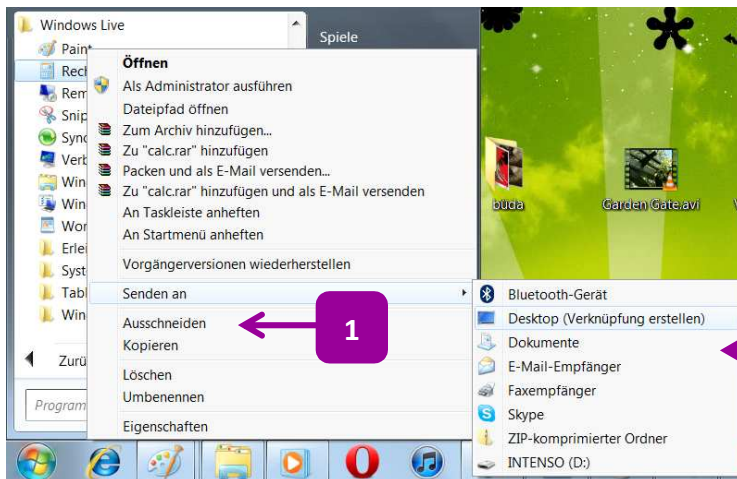 Windows Live
Spiele
Paint
Rech
Rem
Snip
Sync
Verb
Win
Win
Wor
Erlei
Syst
Tabl
Win
Zurü
Program
Öffnen
Als Administrator ausführen
Dateipfad öffnen
Zum Archiv hinzufügen...
Zu "calc.rar" hinzufügen
Packen und als E-Mail versenden...
Zu "calc.rar" hinzufügen und als E-Mail versenden
An Taskleiste anheften
An Startmenü anheften
Vorgängerversionen wiederherstellen
Senden an
Ausschneiden
Kopieren
Löschen
Umbenennen
Eigenschaften
1
buda
Garden Gate.avi
Bluetooth-Gerät
Desktop (Verknüpfung erstellen)
Dokumente
E-Mail-Empfänger
Faxempfänger
Skype
ZIP-komprimierter Ordner
INTENSO (D:)